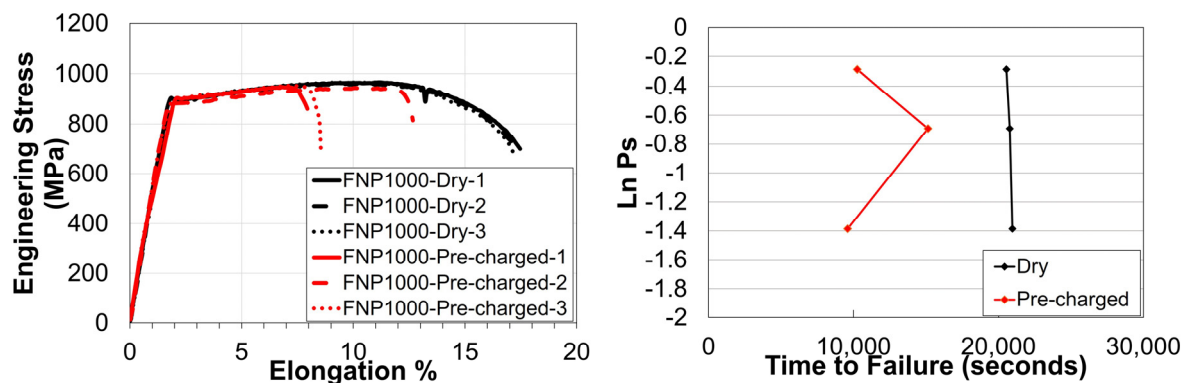 Engineering Stress
(MPa)
1200
1000
800
600
400
200
0
0
5
10
15
20
Elongation %
FNP1000-Dry-1
FNP1000-Dry-2
FNP1000-Dry-3
FNP1000-Pre-charged-1
FNP1000-Pre-charged-2
FNP1000-Pre-charged-3
Ln Ps
0
-0.2
-0.4
-0.6
-0.8
-1
-1.2
-1.4
-1.6
-1.8
-2
0
10,000
20,000
30,000
Time to Failure (seconds)
Dry
Pre-charged